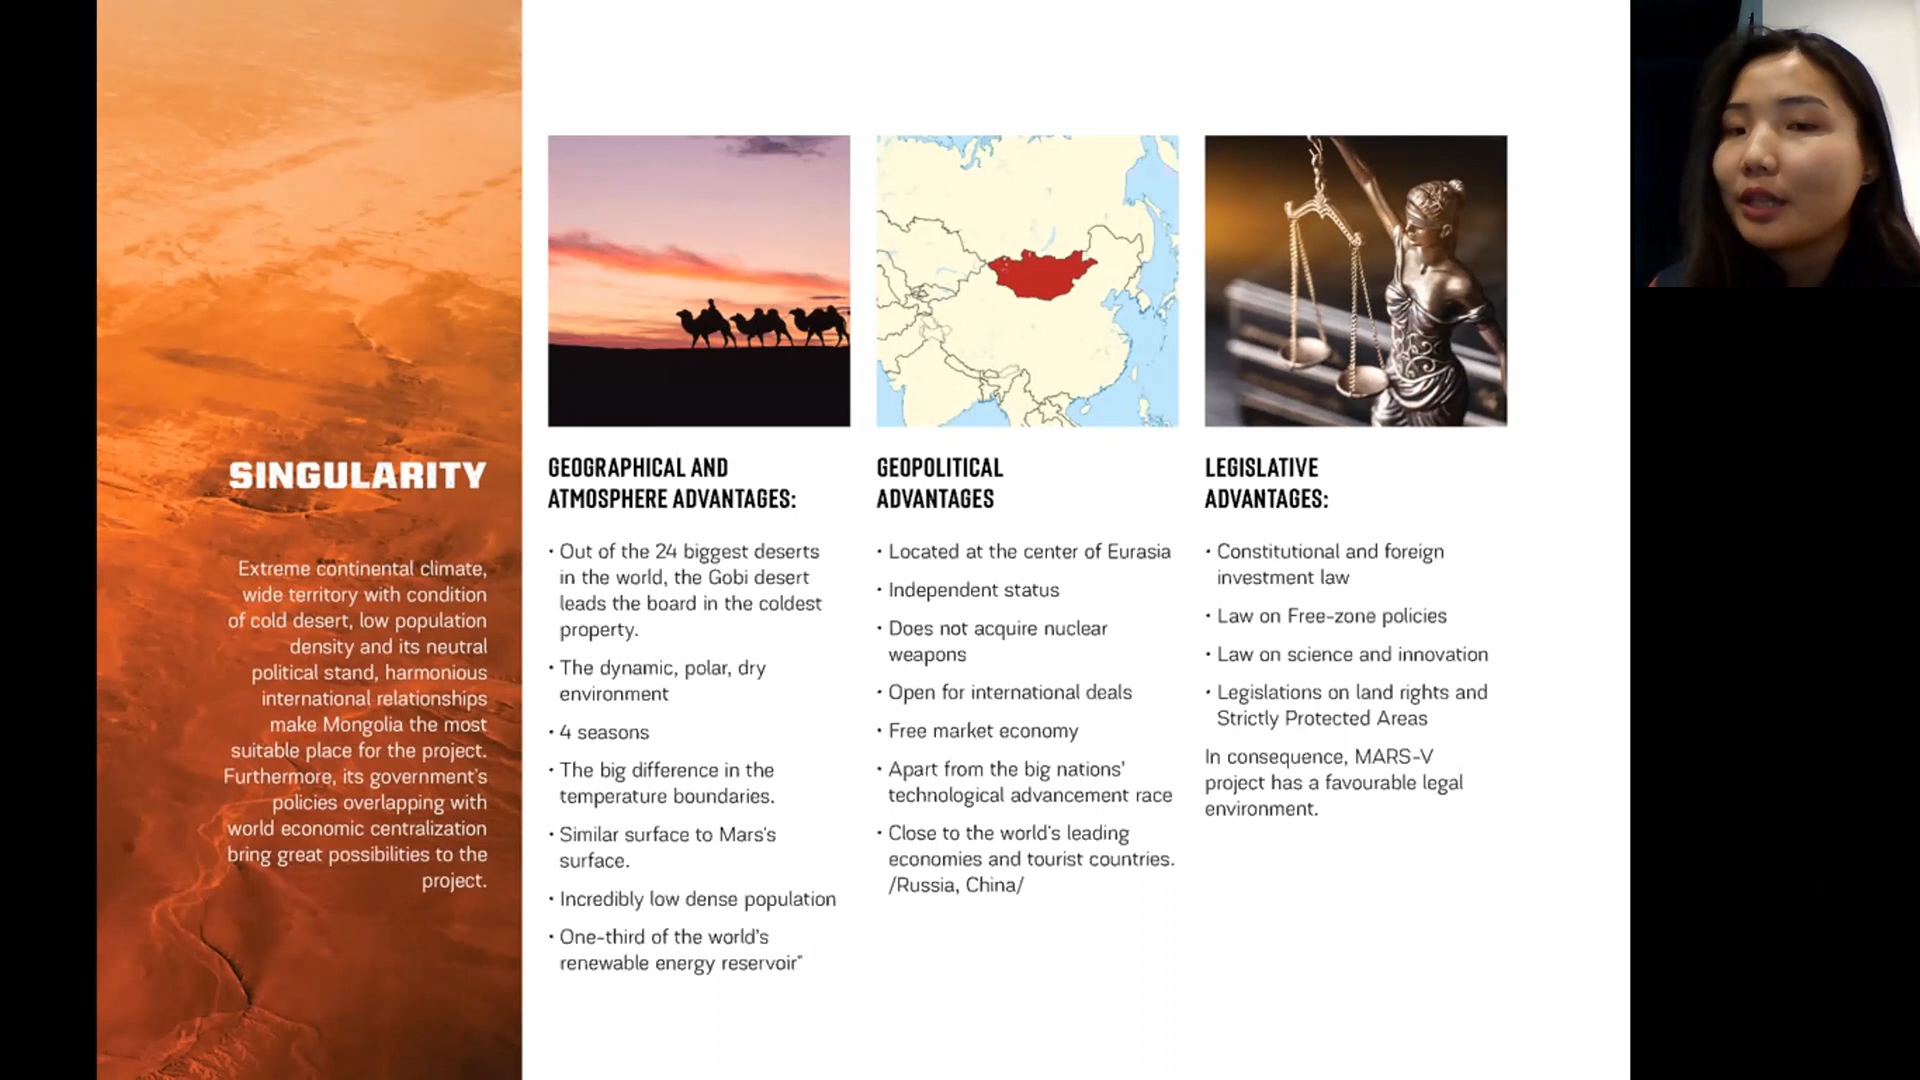 SINGULARITY
Extreme continental climate,
wide territory with condition
of cold desert, low population
density and its neutral
political stand, harmonious
international relationships
make Mongolia the most
suitable place for the project.
Furthermore, its government's
policies overlapping with
world economic centralization
bring great possibilities to the
project.
GEOGRAPHICAL AND
ATMOSPHERE ADVANTAGES:
• Out of the 24 biggest deserts
in the world, the Gobi desert
leads the board in the coldest
property.
• The dynamic, polar, dry
environment
• 4 seasons
• The big difference in the
temperature boundaries.
• Similar surface to Mars's
surface.
• Incredibly low dense population
• One-third of the world's
renewable energy reservoir"
GEOPOLITICAL
ADVANTAGES
• Located at the center of Eurasia
• Independent status
• Does not acquire nuclear
weapons
• Open for international deals
• Free market economy
• Apart from the big nations'
technological advancement race
• Close to the world's leading
economies and tourist countries.
/Russia, China/
LEGISLATIVE
ADVANTAGES:
• Constitutional and foreign
investment law
• Law on Free-zone policies
• Law on science and innovation
• Legislations on land rights and
Strictly Protected Areas
In consequence, MARS-V
project has a favourable legal
environment.